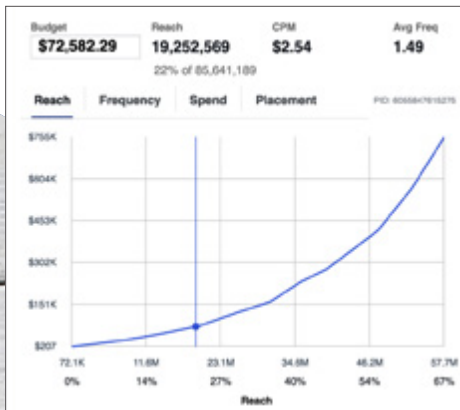 Budget Reach CPM Avg Freq
$72,582.29 19,252,569 $2.54 1.49
22% of 85,641,189
Reach Frequency Spend Placement
$755K
$604K
$453K
$302K
$151K
$207
72.1K 11.6M 23.1M 34.6M 46.2M 57.7M
0% 14% 27% 40% 54% 67%
Reach